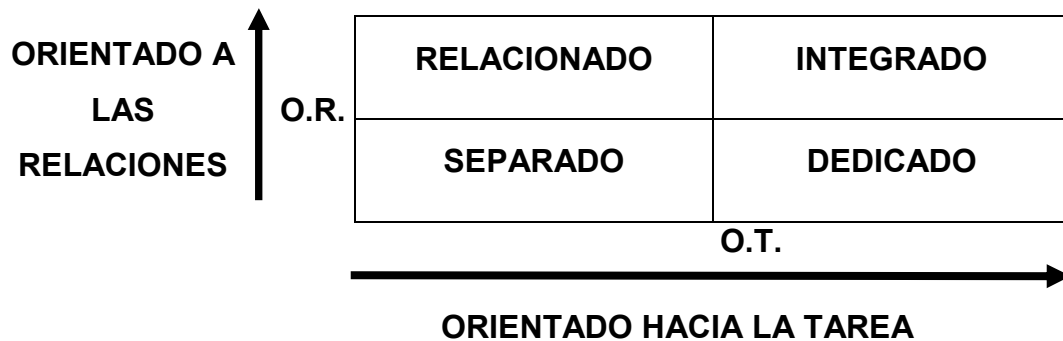 ORIENTADO A
LAS
RELACIONES
O.R.
RELACIONADO
INTEGRADO
SEPARADO
DEDICADO
O.T.
ORIENTADO HACIA LA TAREA